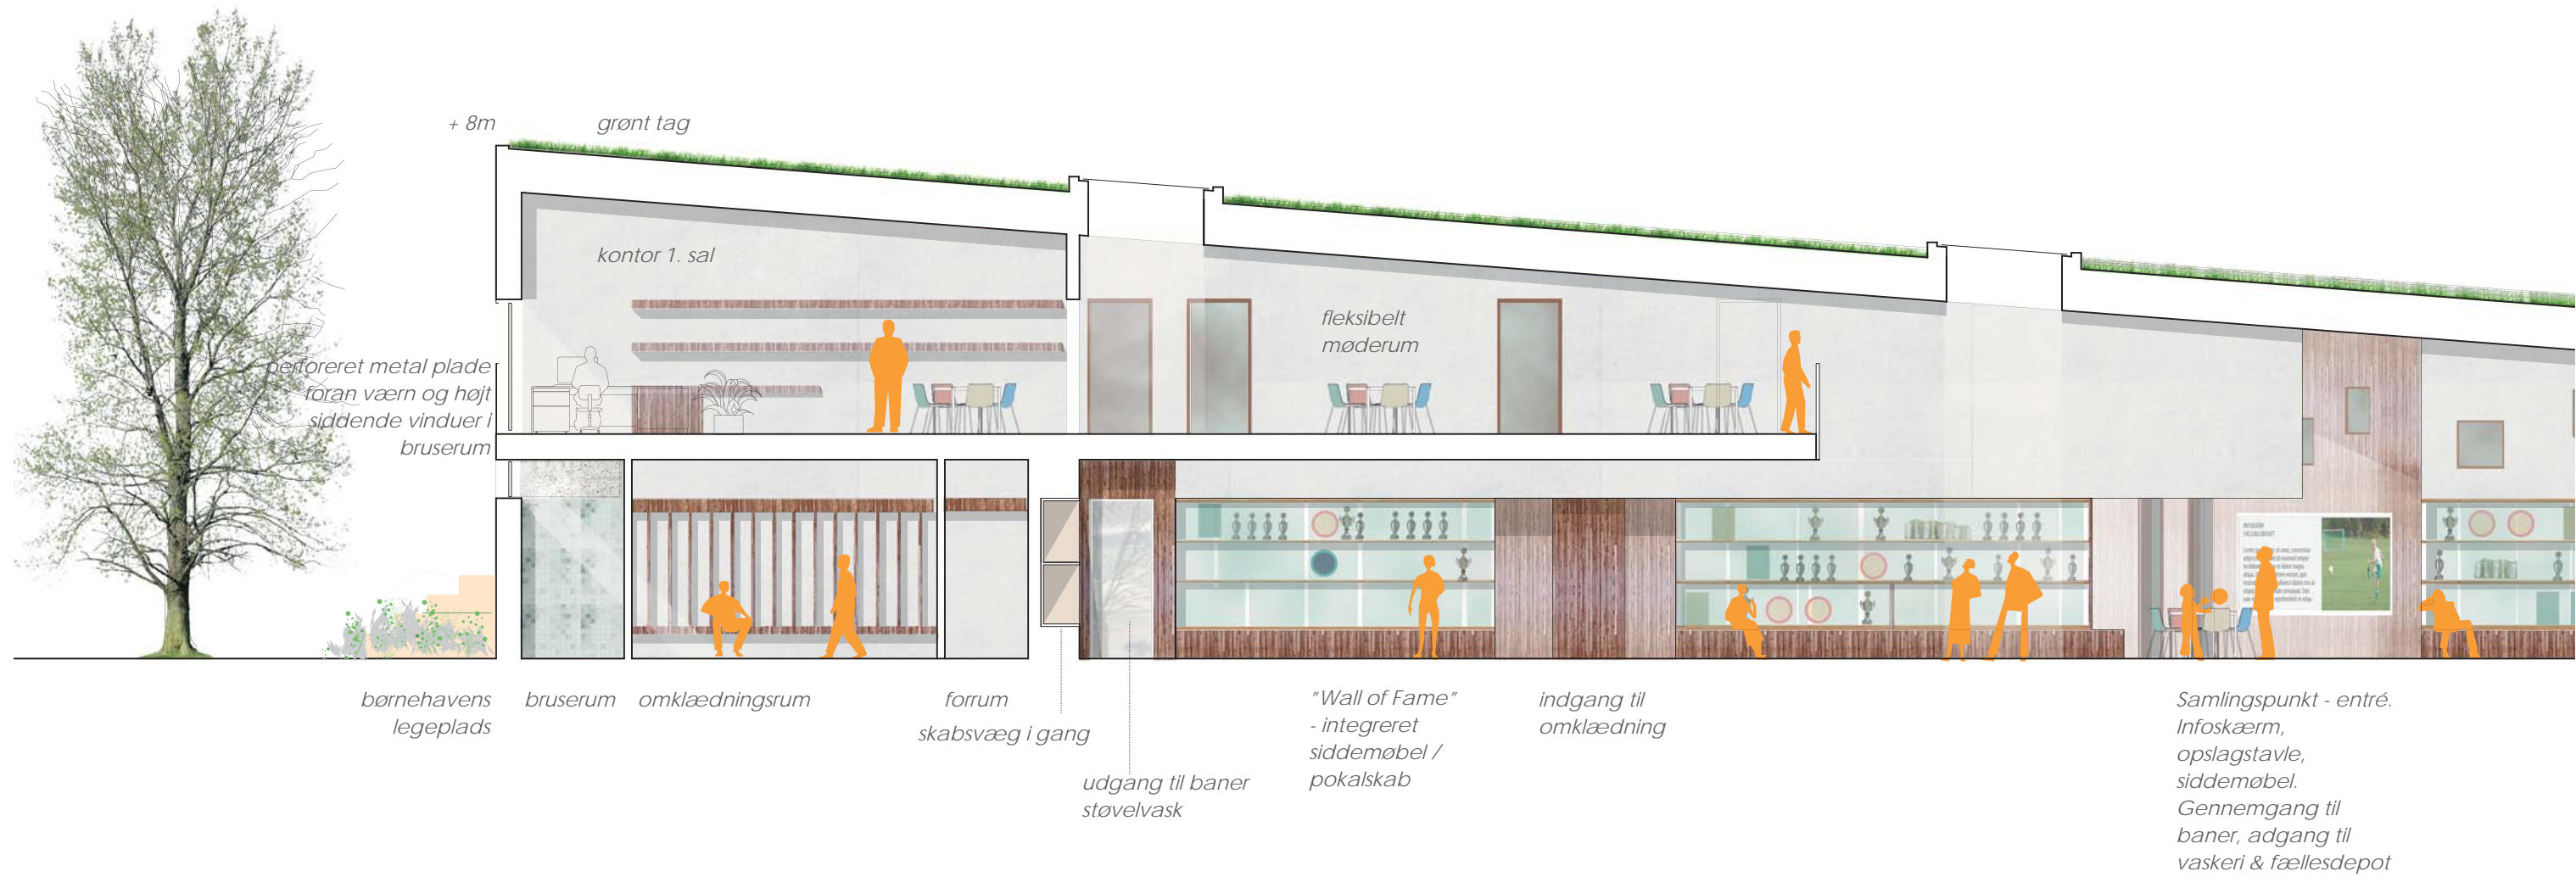 + 8m
grønt tag
kontor 1. sal
fleksibelt
møderum
perforeret metal plade
foran værn og højt
siddende vinduer i
bruserum
børnehavens
legeplads
bruserum
omklædningsrum
forrum
skabsvæg i gang
udgang til baner
støvelvask
"Wall of Fame"
- integreret
siddemøbel /
pokalskab
indgang til
omklædning
Samlingspunkt - entré.
Infoskærm,
opslagstavle,
siddemøbel.
Gennemgang til
baner, adgang til
vaskeri & fællesdepot